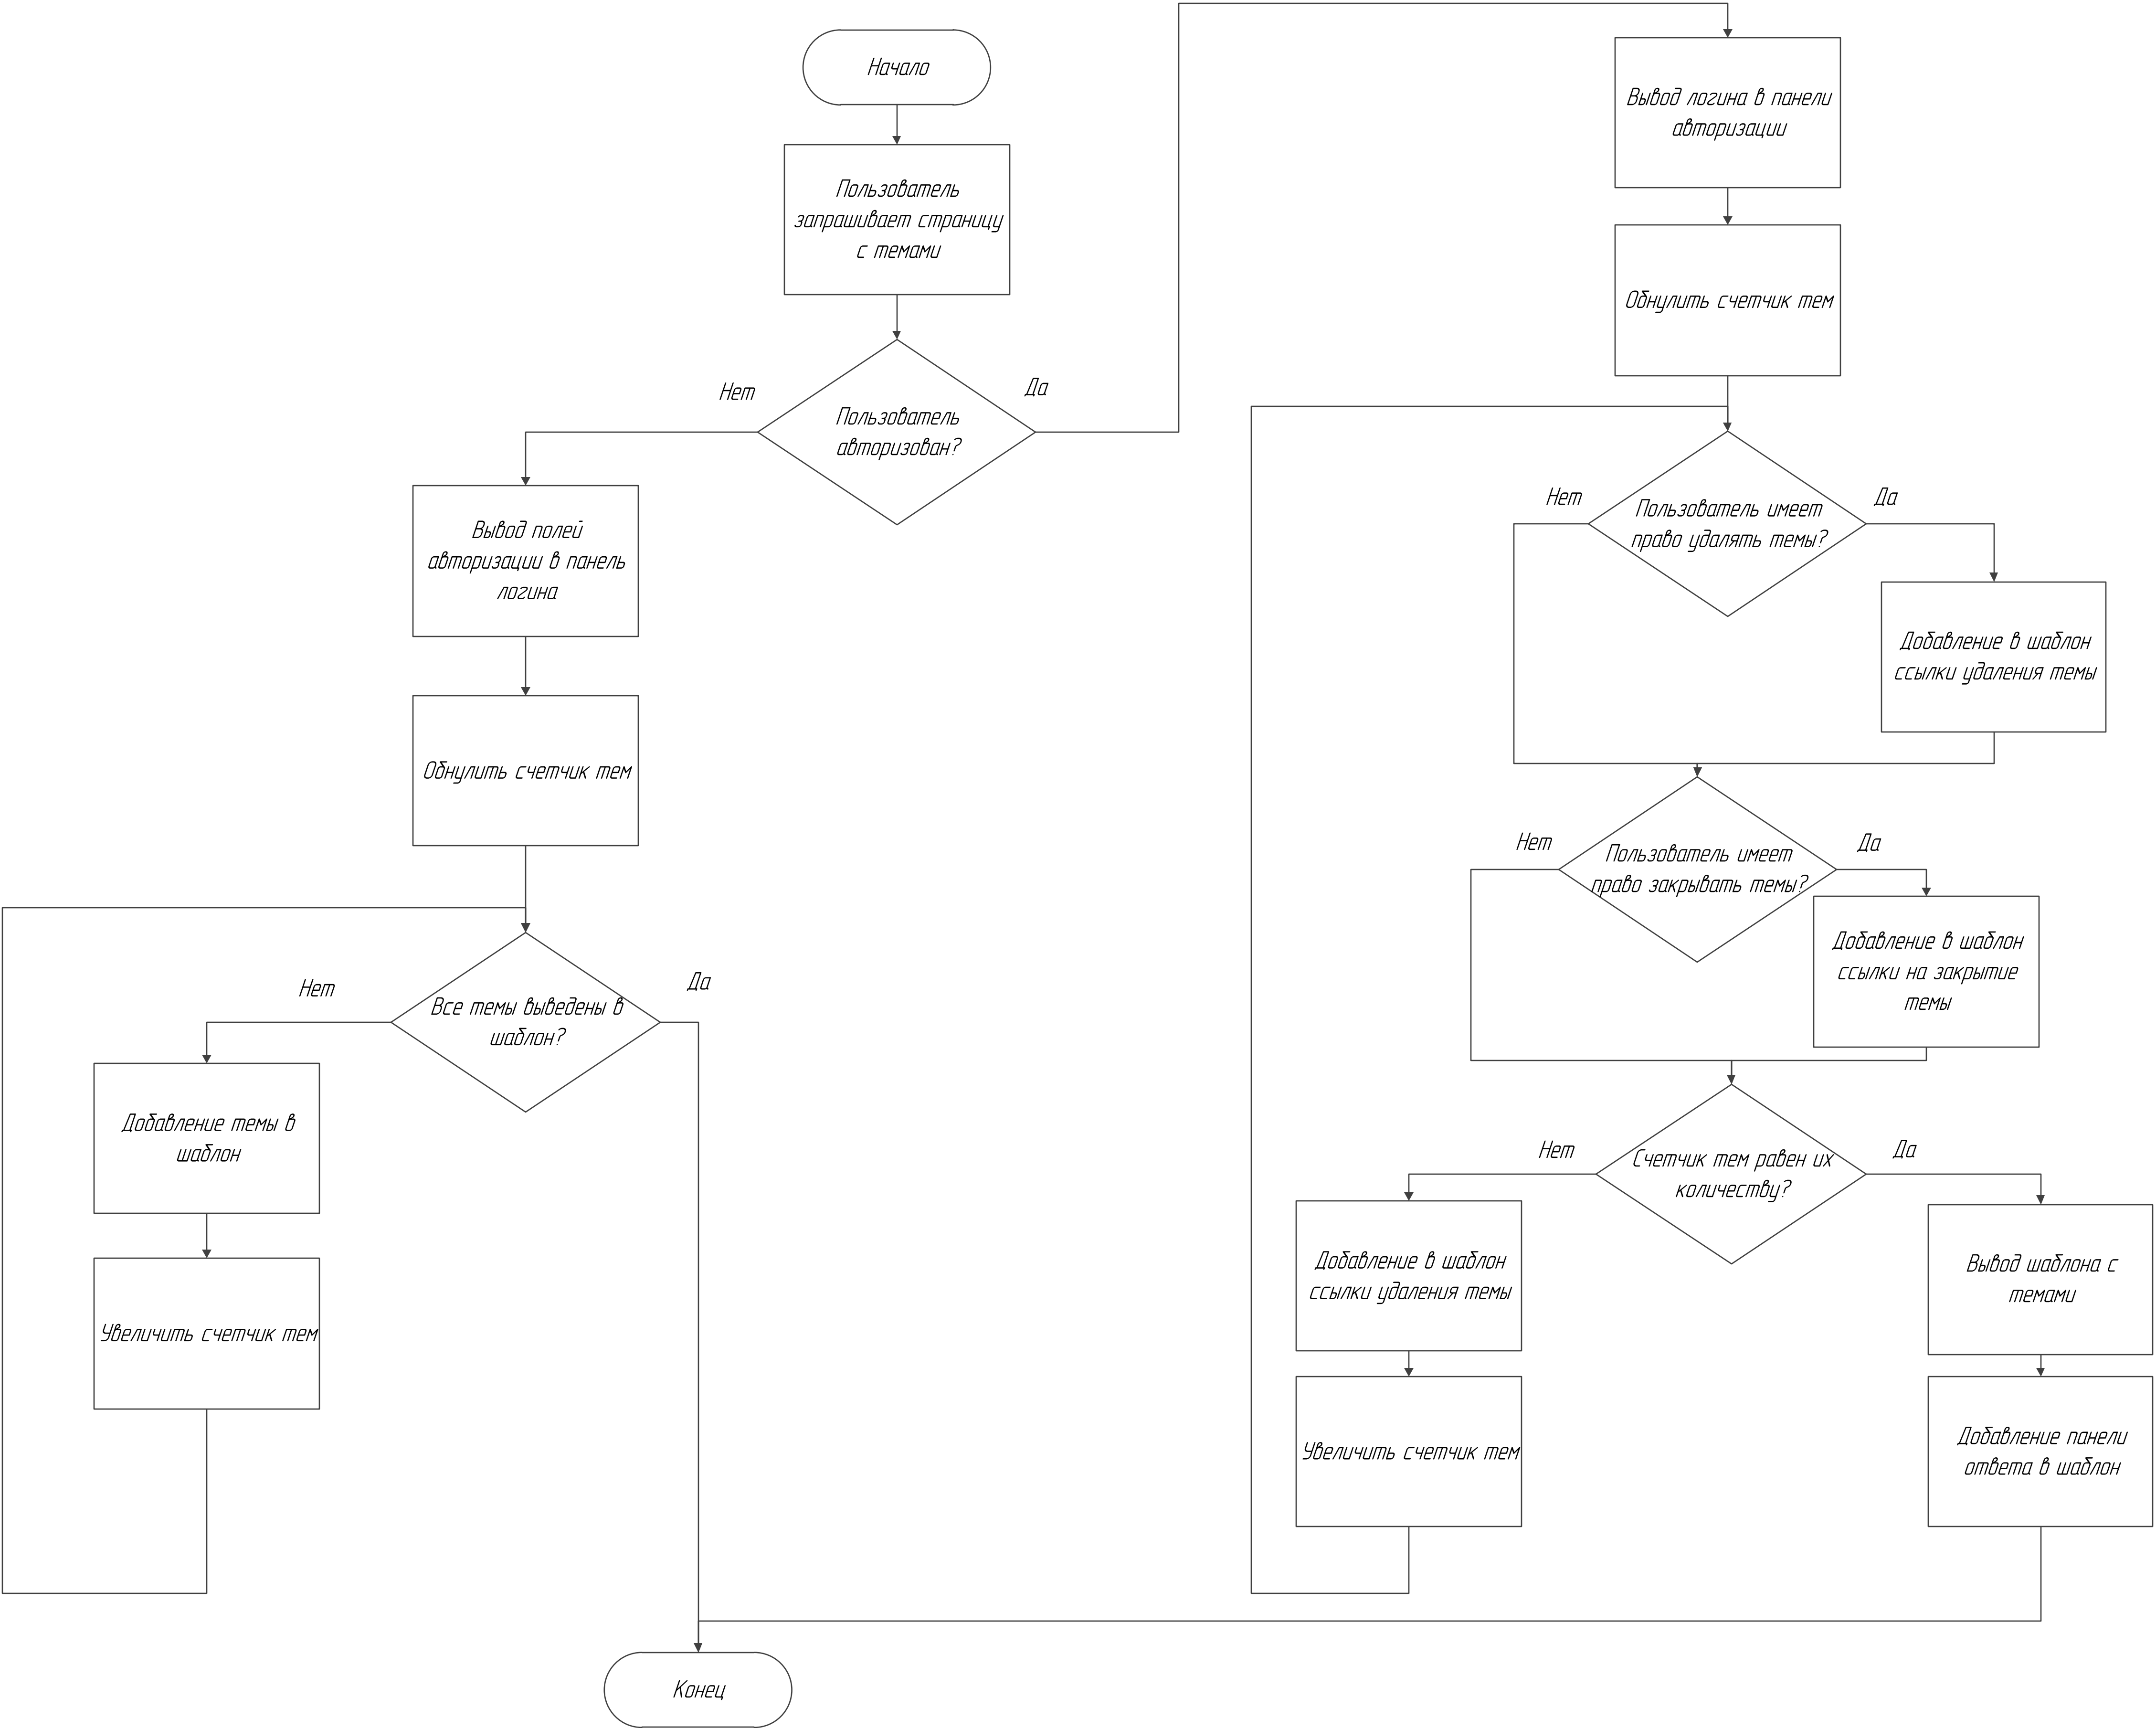 Начало
Пользователь
запрашивает страницу
с темами
Пользователь
авторизован?
Нет
Да
Вывод полей
авторизации в панель
логина
Обнулить счетчик тем
Все темы выведены в
шаблон?
Нет
Да
Добавление темы в
шаблон
Увеличить счетчик тем
Вывод логина в панели
авторизации
Обнулить счетчик тем
Пользователь имеет
право удалять темы?
Нет
Да
Добавление в шаблон
ссылки удаления темы
Пользователь имеет
право закрывать темы?
Нет
Да
Добавление в шаблон
ссылки на закрытие
темы
Счетчик тем равен их
количеству?
Нет
Да
Добавление в шаблон
ссылки удаления темы
Увеличить счетчик тем
Вывод шаблона с
темами
Добавление панели
ответа в шаблон
Конец